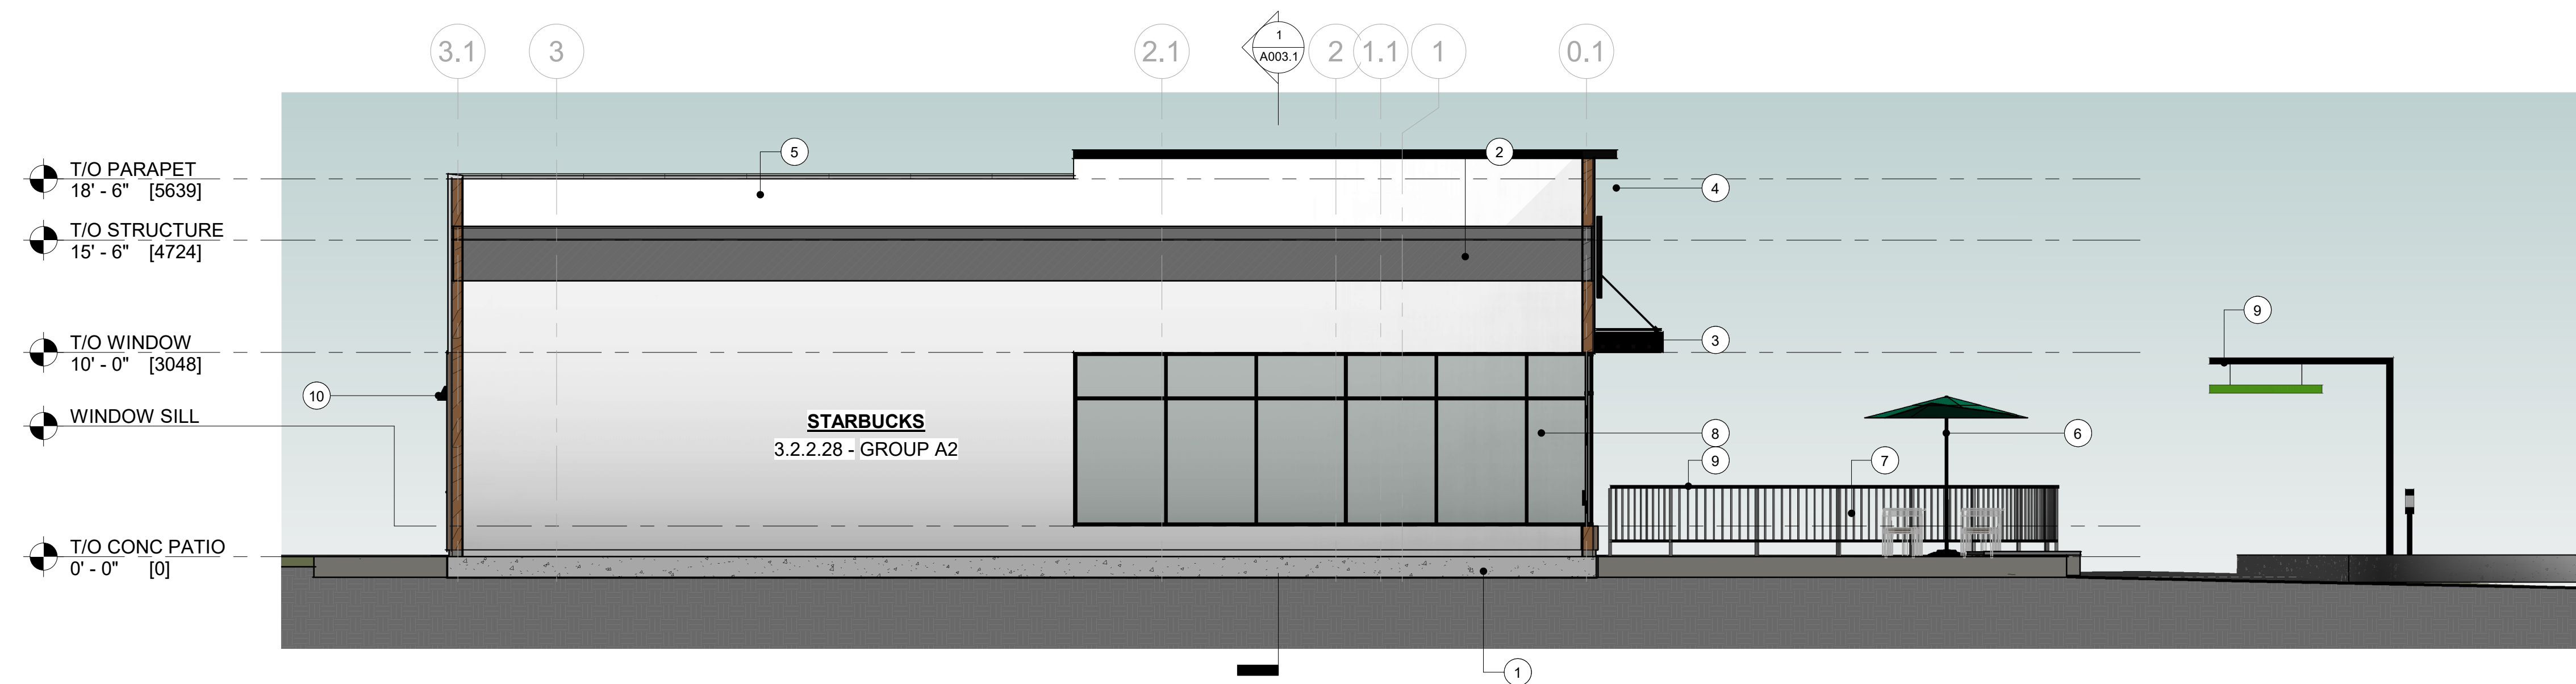 3.1
3
2.1
1
A003.1
2
1.1
1
0.1
5
2
T/O PARAPET
18' - 6" [5639]
4
T/O STRUCTURE
15' - 6" [4724]
9
3
T/O WINDOW
10' - 0" [3048]
10
WINDOW SILL
STARBUCKS
3.2.2.28 - GROUP A2
8
6
9
7
T/O CONC PATIO
0' - 0" [0]
1